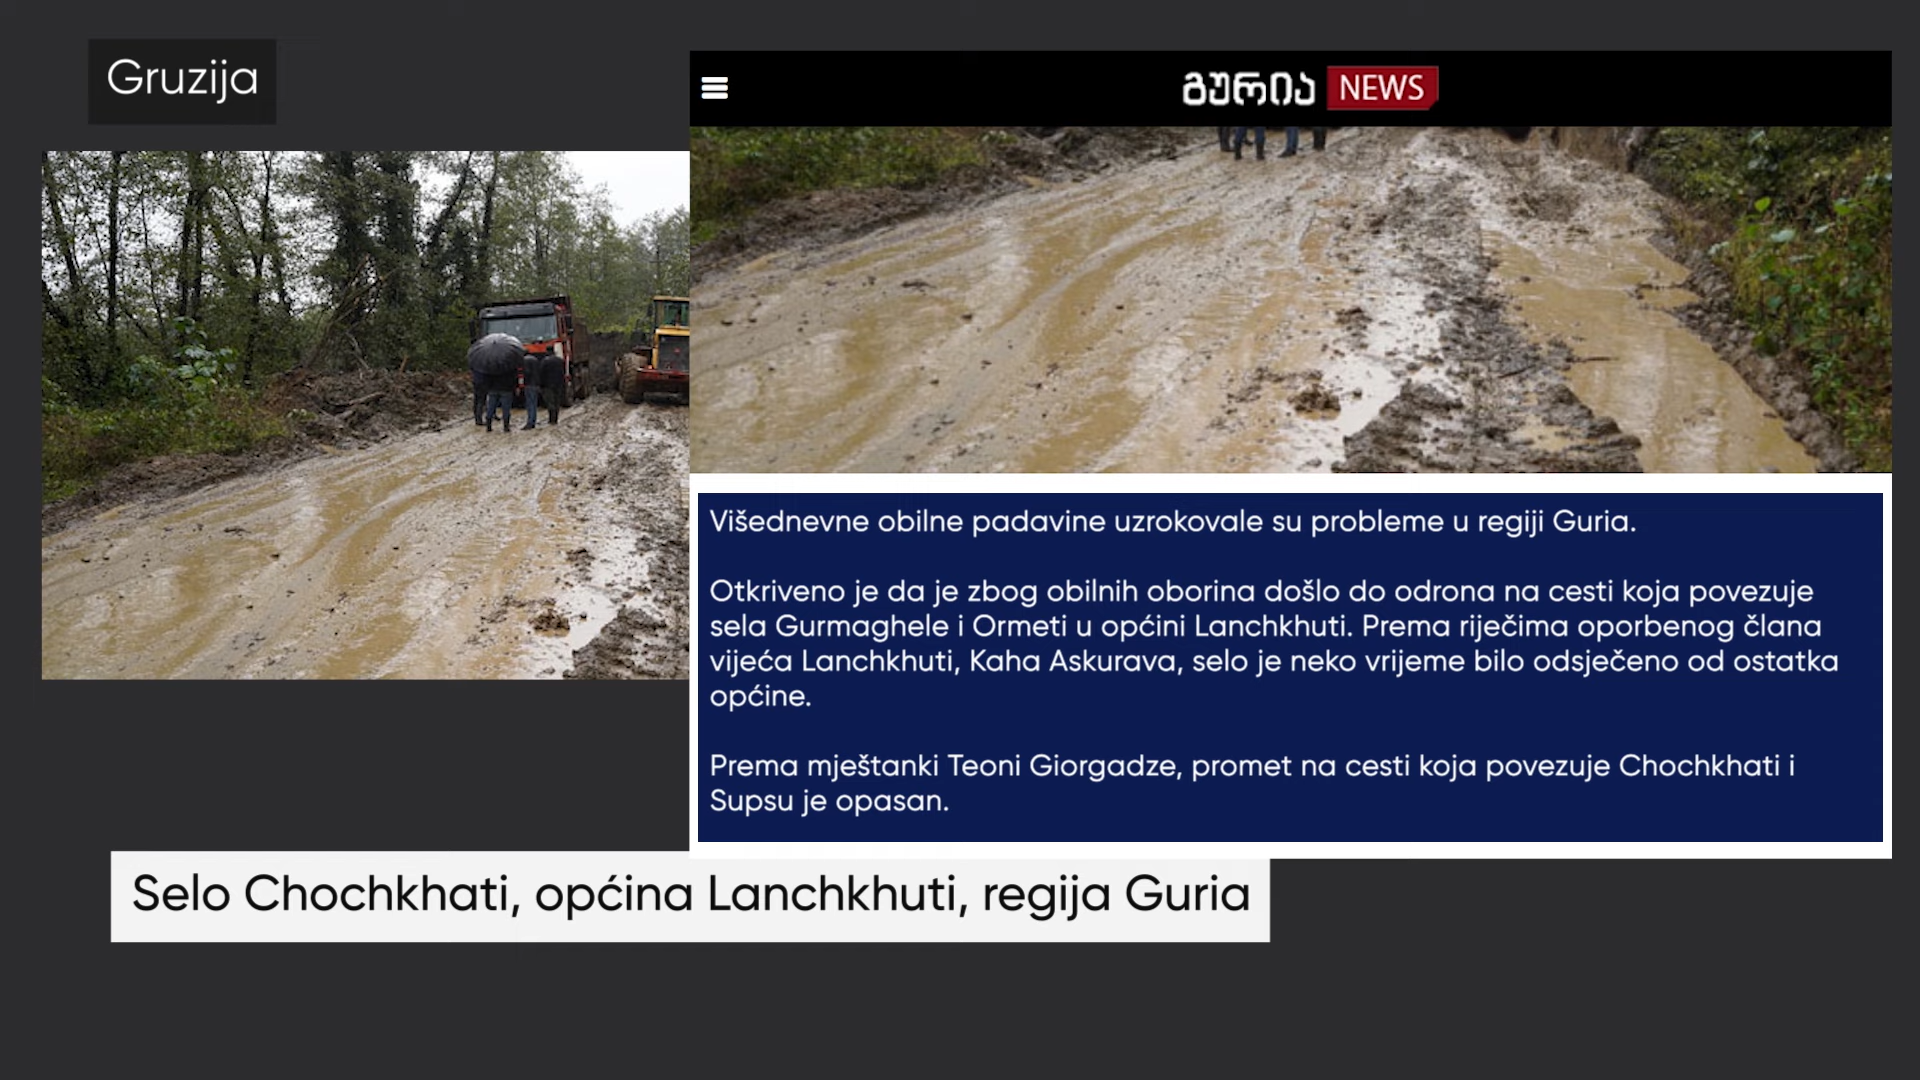 Gruzija
გურია NEWS
Višednevne obilne padavine uzrokovale su probleme u regiji Guria.
Otkriveno je da je zbog obilnih oborina došlo do odrona na cesti koja povezuje
sela Gurmaghele i Ormeti u općini Lanchkhuti. Prema riječima oporbenog člana
vijeća Lanchkhuti, Kaha Askurava, selo je neko vrijeme bilo odsječeno od ostatka
općine.
Prema mještanki Teoni Giorgadze, promet na cesti koja povezuje Chochkhati i
Supsu je opasan.
Selo Chochkhati, općina Lanchkhuti, regija Guria